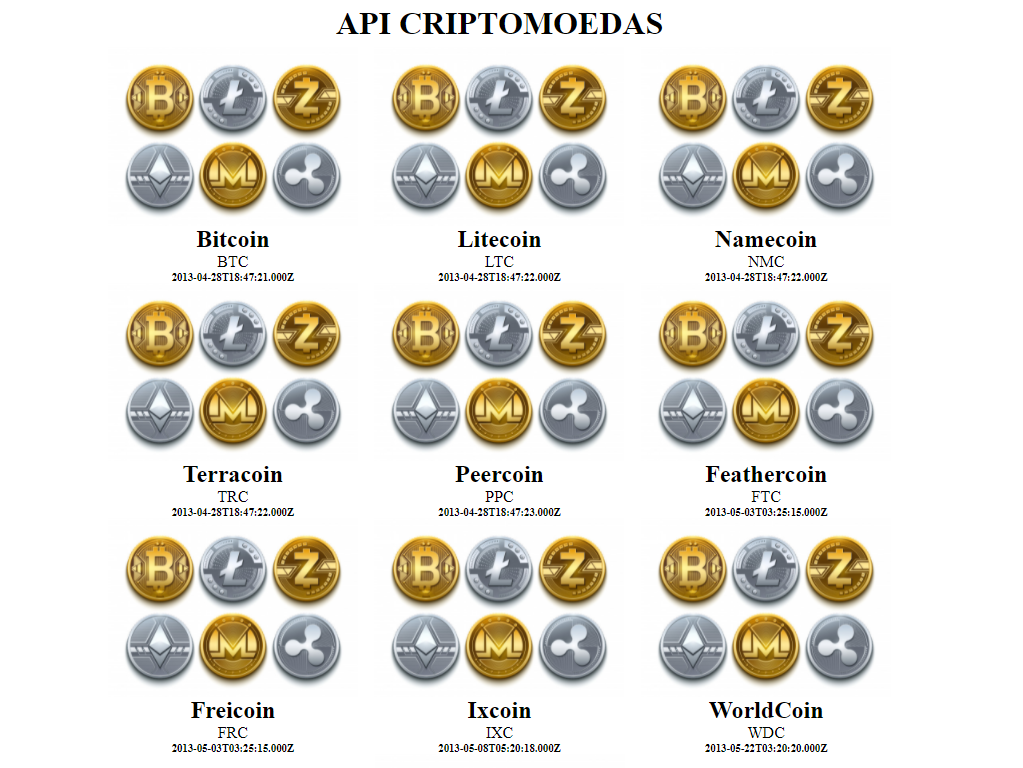 API CRIPTOMOEDAS
Bitcoin
BTC
2013-04-28T18:47:21.000Z
Litecoin
LTC
2013-04-28T18:47:22.000Z
Namecoin
NMC
2013-04-28T18:47:22.000Z
Terracoin
TRC
2013-04-28T18:47:22.000Z
Peercoin
PPC
2013-04-28T18:47:23.000Z
Feathercoin
FTC
2013-05-03T03:25:15.000Z
Freicoin
FRC
2013-05-03T03:25:15.000Z
Ixcoin
IXC
2013-05-08T05:20:18.000Z
WorldCoin
WDC
2013-05-22T03:20:20.000Z